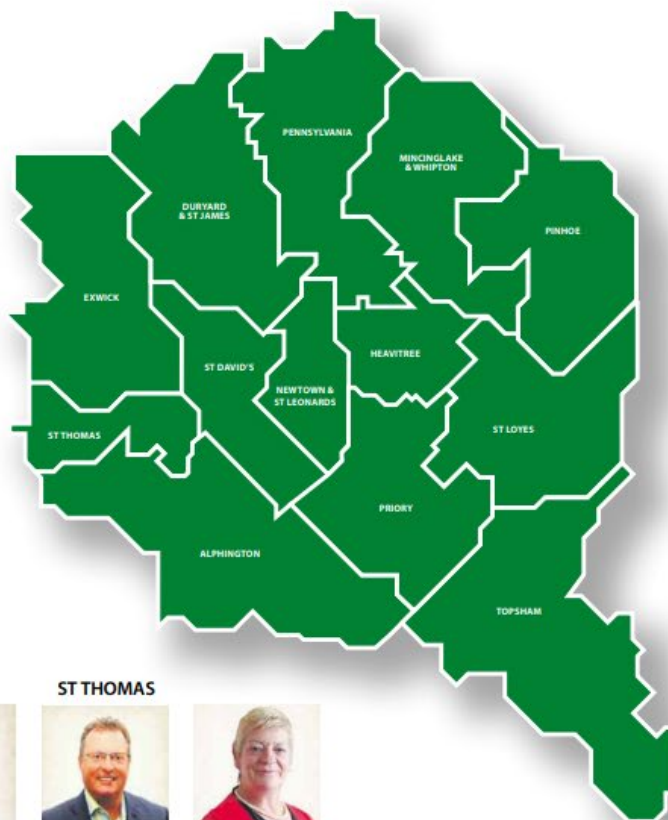 PENNSYLVANIA
MINCINGLAKE
& WHIPTON
DURYARD
& ST JAMES
PINHOE
EXWICK
HEAVITREE
ST DAVID'S
NEWTOWN &
ST LEONARDS
ST THOMAS
ST LOYES
PRIORY
ALPHINGTON
TOPSHAM
ST THOMAS